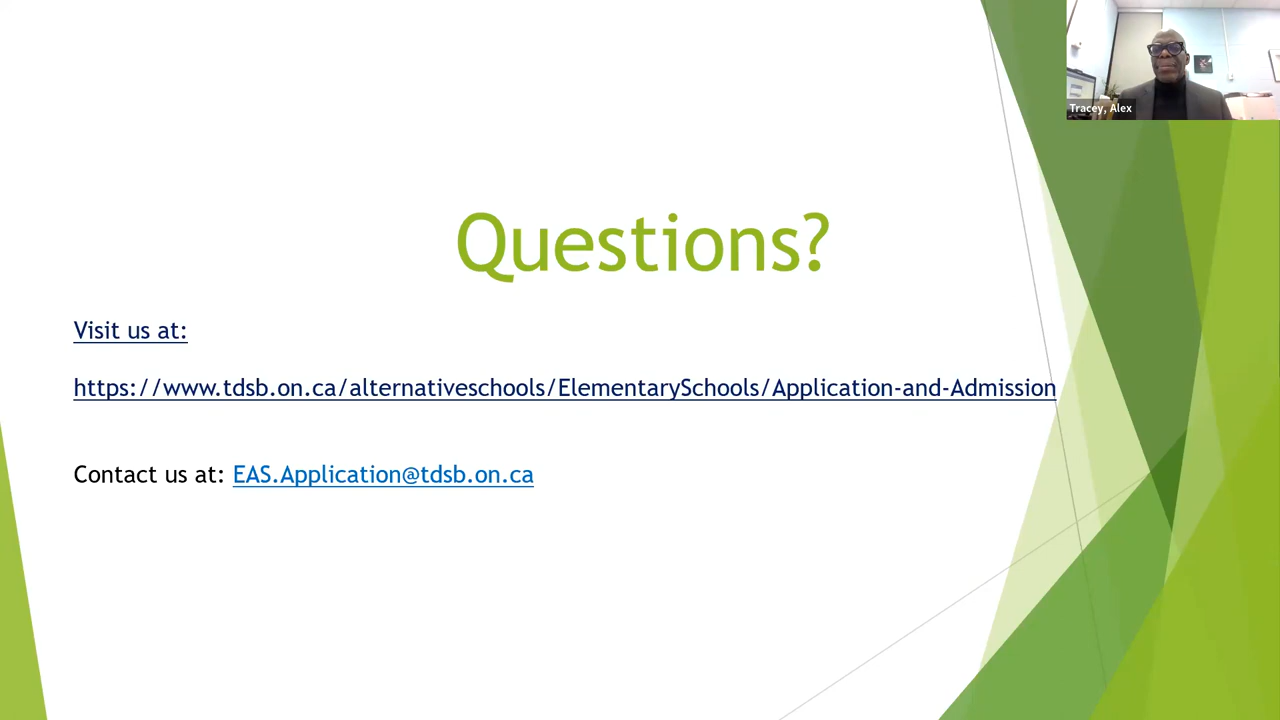 Tracey, Alex
Questions?
Visit us at:
https://www.tdsb.on.ca/alternativeschools/ElementarySchools/Application-and-Admission
Contact us at: EAS.Application@tdsb.on.ca